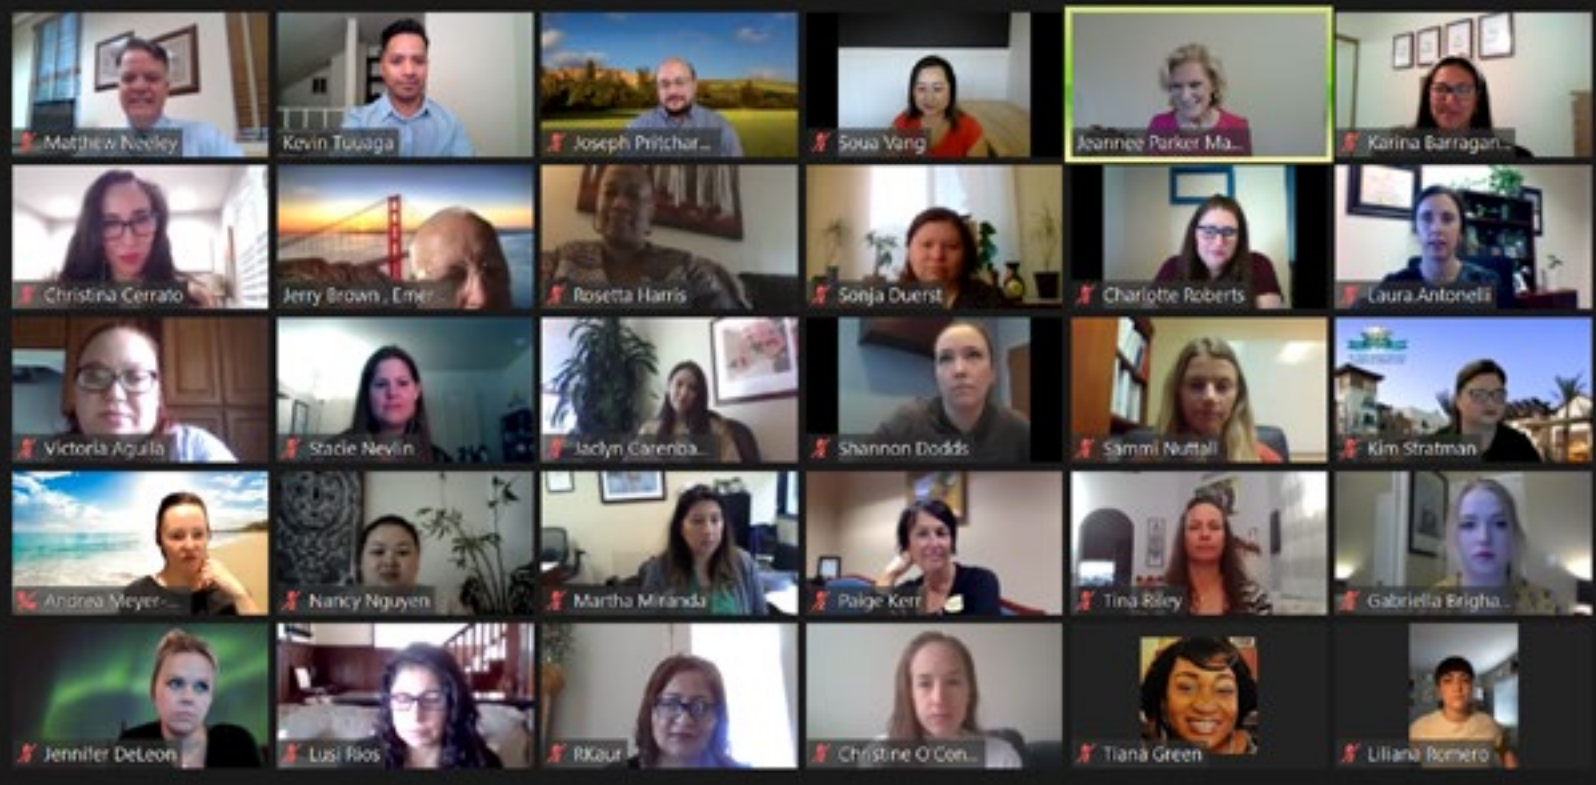 Matthew Neeley
Kevin Tuuaga
Joseph Pritchar...
Soua Vang
Jeannee Parker Ma...
Karina Barragan...
Christina Cerrato
Jerry Brown , Emer...
Rosetta Harris
Sonja Duerst
Charlotte Roberts
Laura Antonelli
Victoria Aguila
Stacie Nevlin
Jaclyn Carenba...
Shannon Dodds
Sammi Nuttall
Kim Stratman
Andrea Meyer-...
Nancy Nguyen
Martha Miranda
Paige Kerr
Tina Riley
Gabriella Brigha...
Jennifer DeLeon
Lusi Rios
RKaur
Christine O'Con...
Tiana Green
Liliana Romero